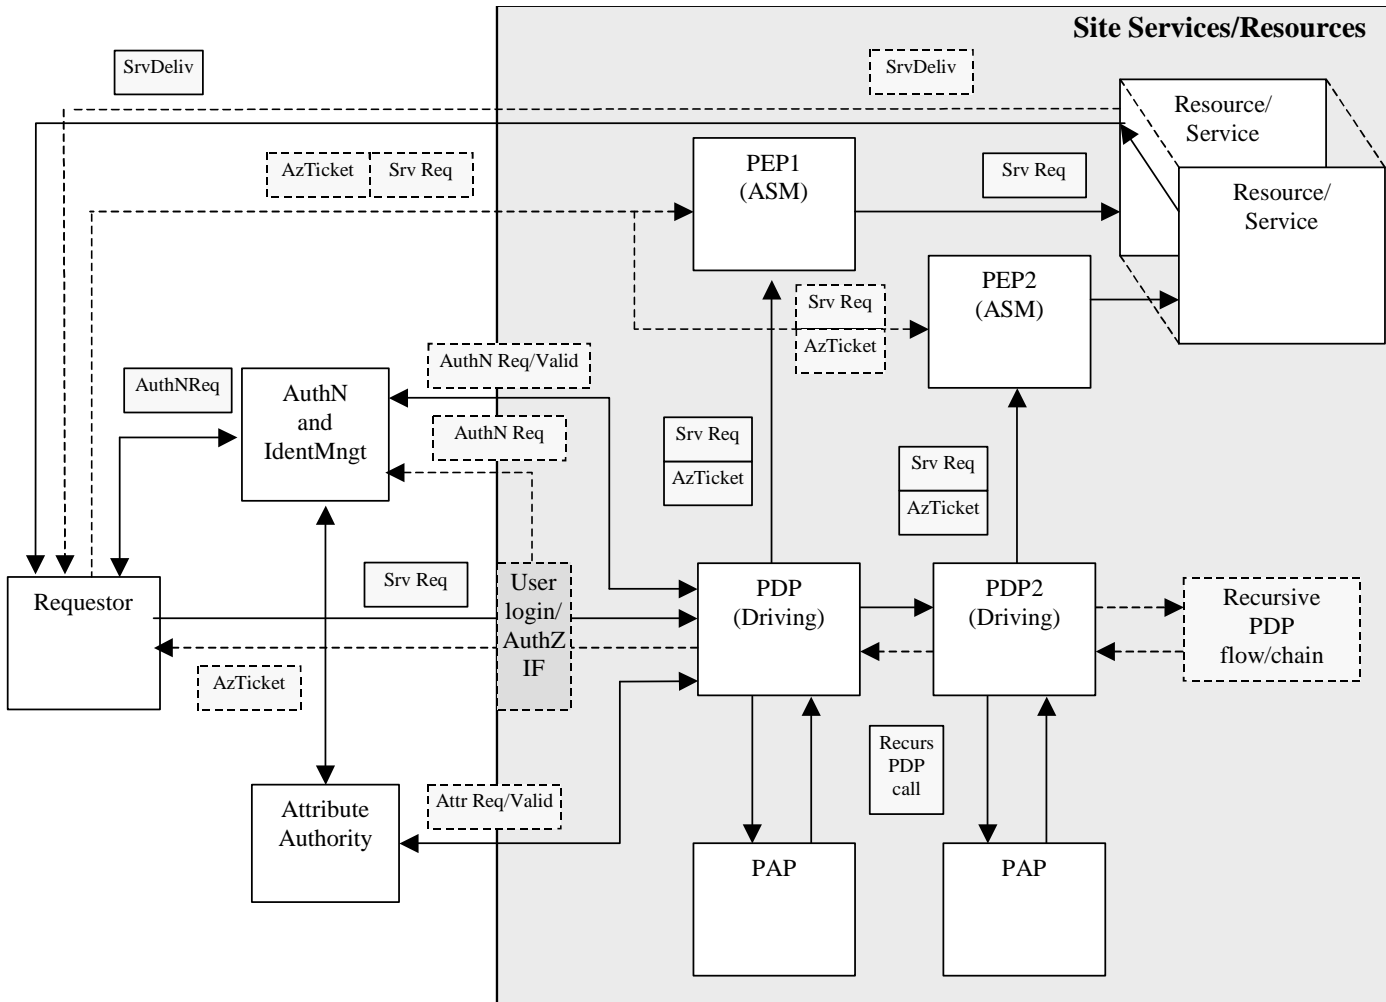 Site Services/Resources
SrvDeliv
SrvDeliv
Resource/
Service
AzTicket
Srv Req
PEP1
(ASM)
Srv Req
Resource/
Service
PEP2
(ASM)
Srv Req
AzTicket
AuthN Req/Valid
AuthNReq
AuthN
and
IdentMngt
AuthN Req
Srv Req
AzTicket
Srv Req
AzTicket
Srv Req
User
login/
AuthZ
IF
Requestor
PDP
(Driving)
PDP2
(Driving)
Recursive
PDP
flow/chain
AzTicket
Recurs
PDP
call
Attribute
Authority
Attr Req/Valid
PAP
PAP